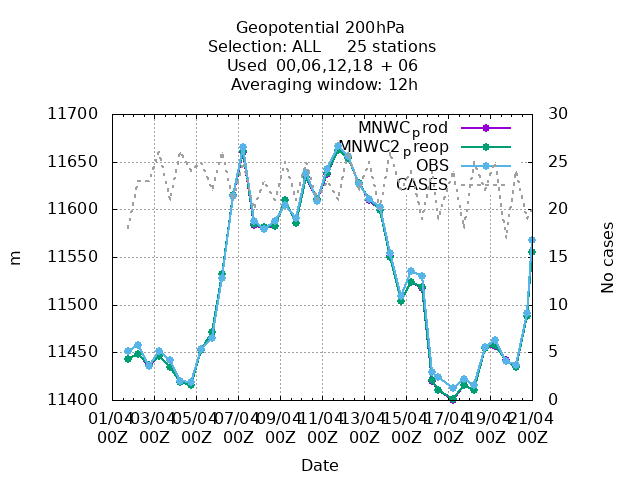 Geopotential 200hPa
Selection: ALL 25 stations
Used 00,06,12,18 + 06
Averaging window: 12h
11700
11650
11600
11550
11500
11450
11400
m
30
25
20
15
10
5
0
No cases
MNWCprod
MNWC2preop
OBS
CASES
01/04 03/04 05/04 07/04 09/04 11/04 13/04 15/04 17/04 19/04 21/04
00Z 00Z 00Z 00Z 00Z 00Z 00Z 00Z 00Z 00Z 00Z
Date